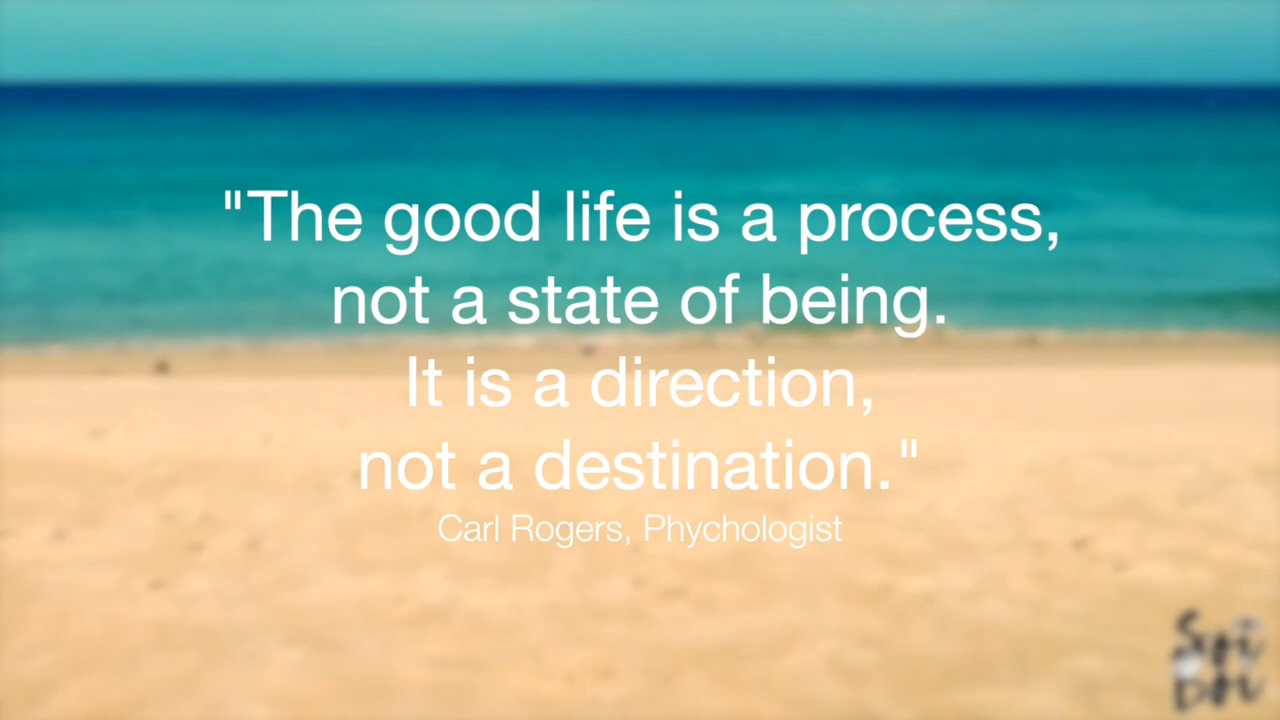 "The good life is a process,
not a state of being.
It is a direction,
not a destination."
Carl Rogers, Phychologist